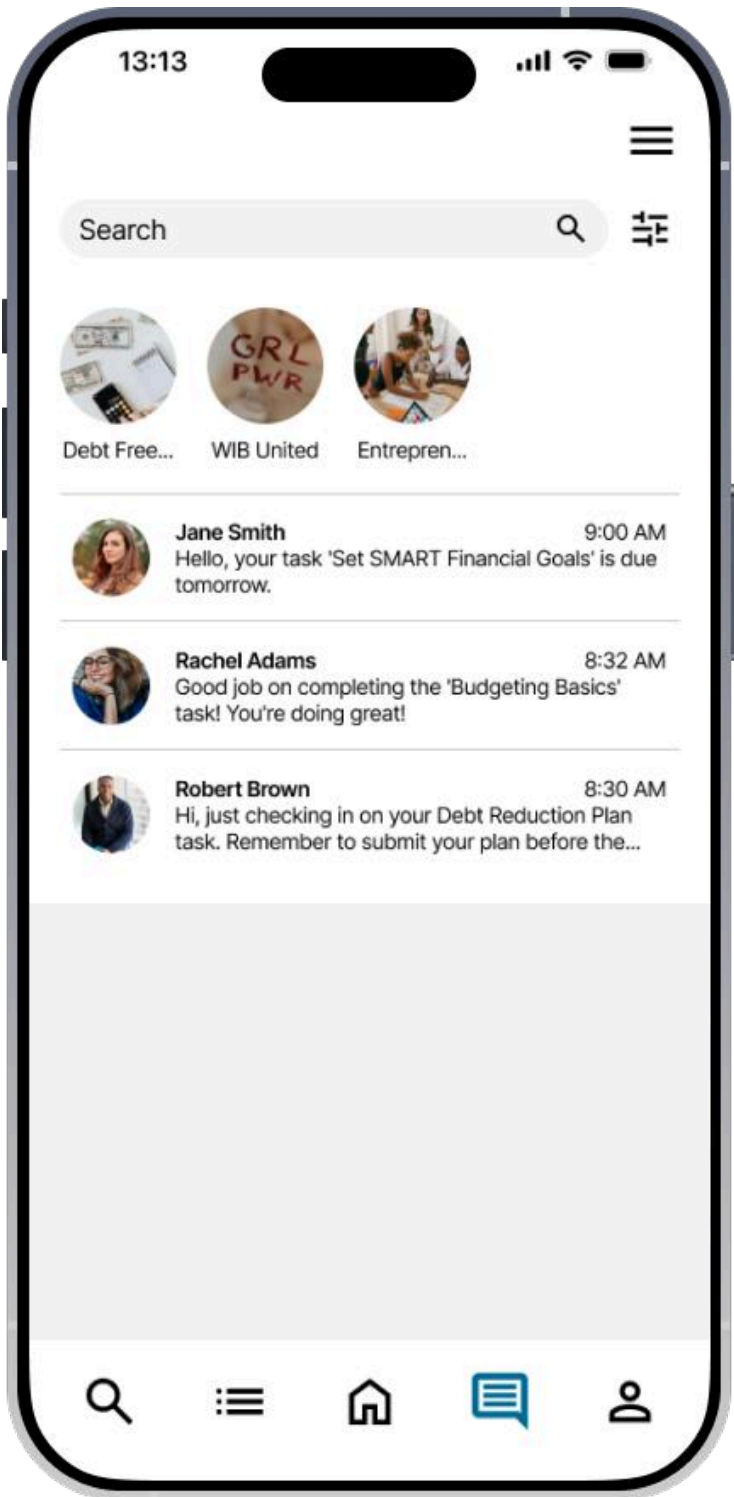 13:13
Search
GRL
PWR
Debt Free...
WIB United
Entrepren...
Jane Smith 9:00 AM
Hello, your task 'Set SMART Financial Goals' is due
tomorrow.
Rachel Adams 8:32 AM
Good job on completing the 'Budgeting Basics'
task! You're doing great!
Robert Brown 8:30 AM
Hi, just checking in on your Debt Reduction Plan
task. Remember to submit your plan before the...